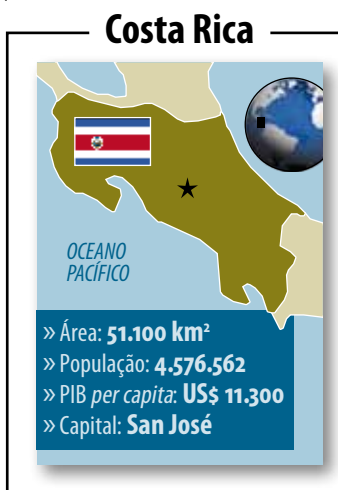 Costa Rica
OCEANO
PACÍFICO
» Área: 51.100 km²
» População: 4.576.562
» PIB per capita: US$ 11.300
» Capital: San José